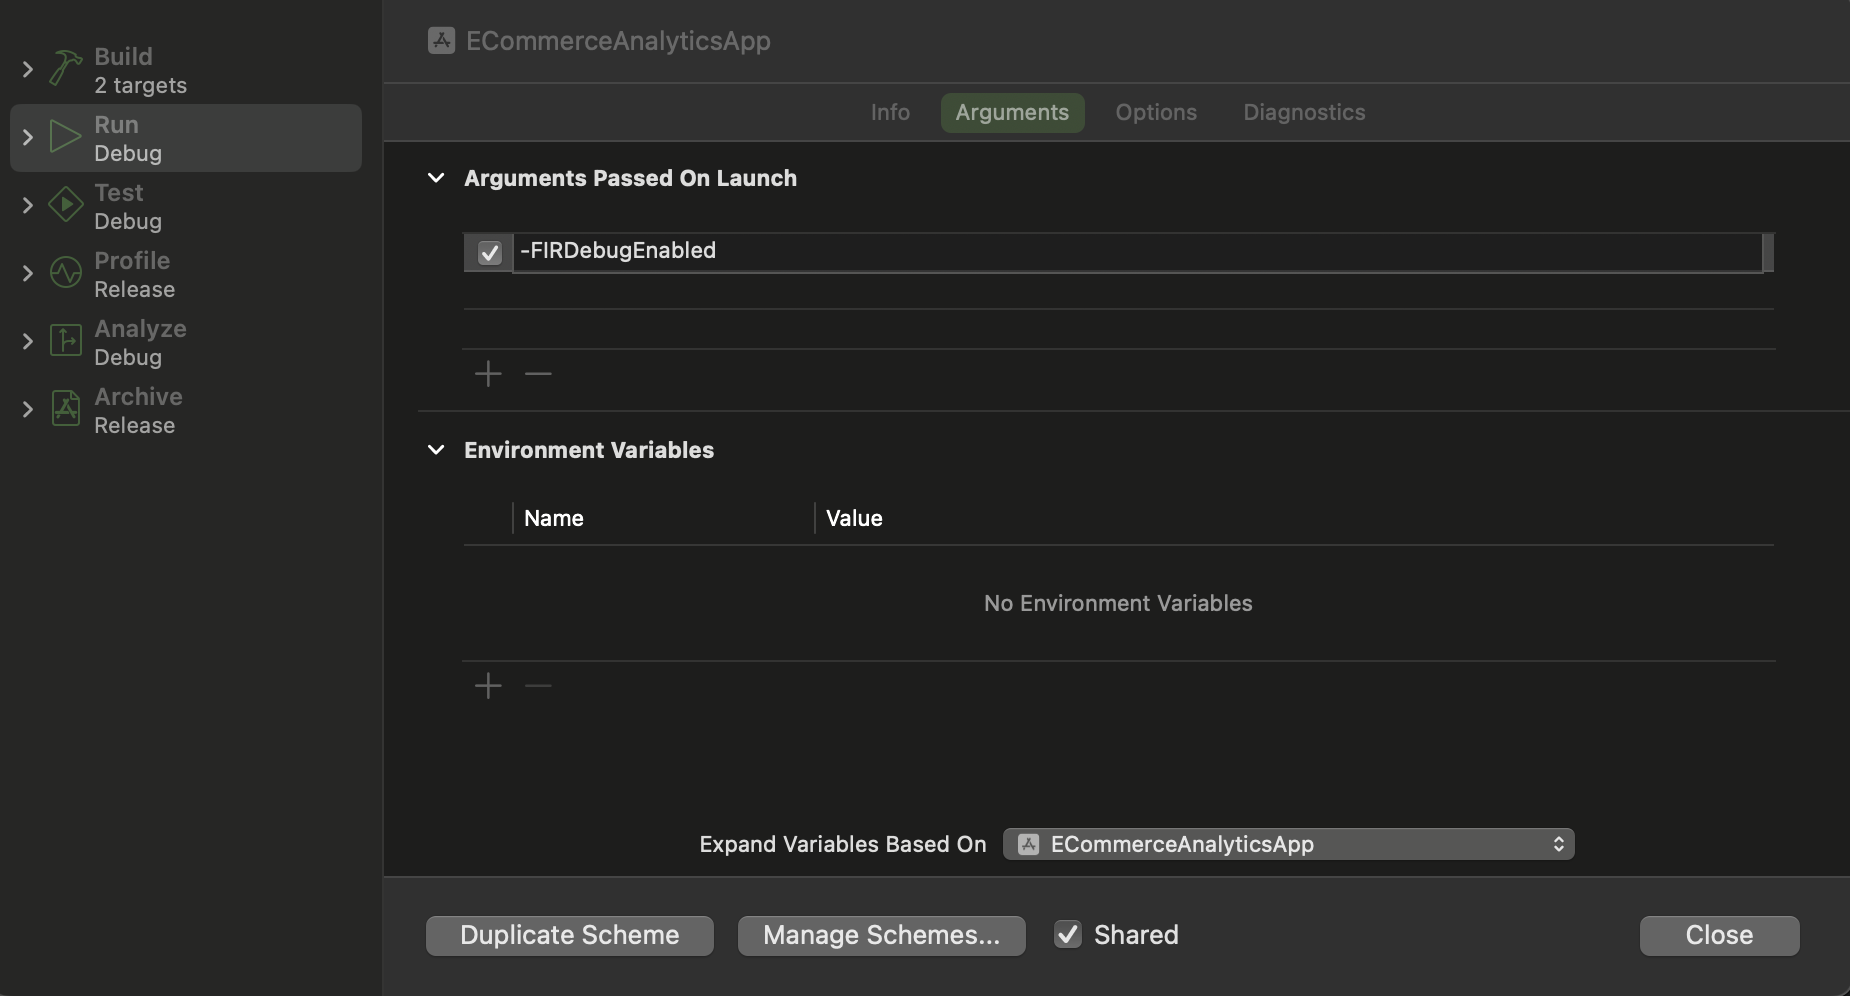 Build
2 targets
Run
Debug
Test
Debug
Profile
Release
Analyze
Debug
Archive
Release
ECommerceAnalyticsApp
Info Arguments Options Diagnostics
Arguments Passed On Launch
-FIRDebugEnabled
Environment Variables
Name Value
No Environment Variables
Expand Variables Based On ECommerceAnalyticsApp
Duplicate Scheme Manage Schemes... Shared Close